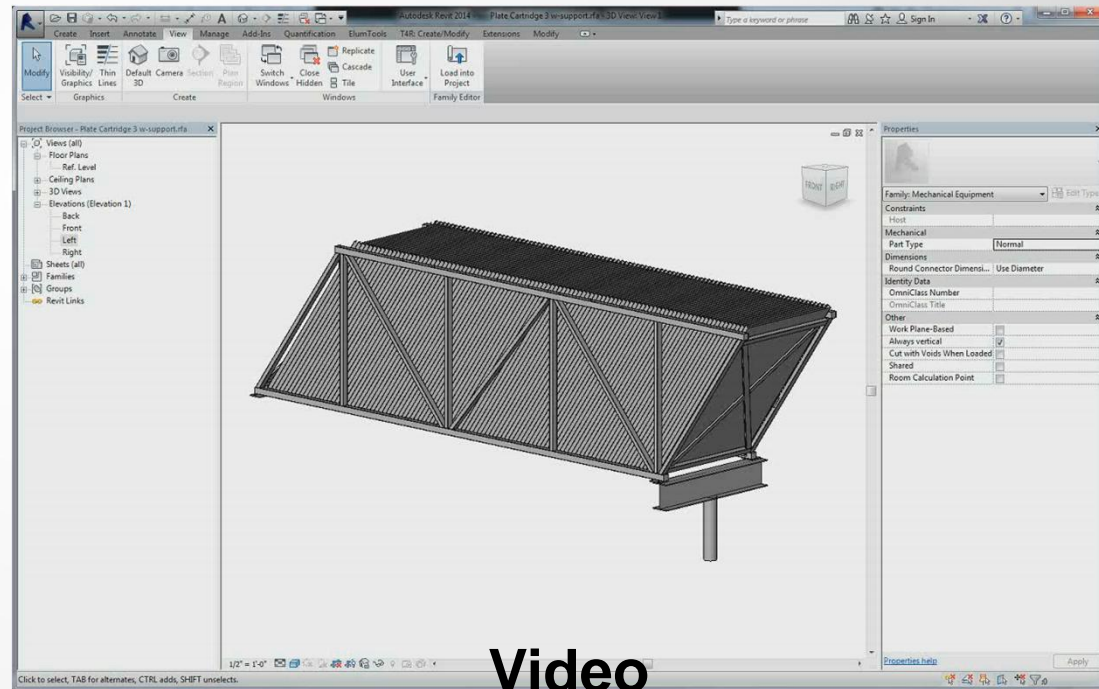 Autodesk Revit 2014 Plate Cartridge 3 w-support.rfa - 3D View: View 1
Type a keyword or phrase
Sign In
Create Insert Annotate View Manage Add-Ins Quantification ElumTools T4R: Create/Modify Extensions Modify
Modify
Visibility/ Graphics
Thin Lines
Default 3D
Camera
Section
Plan Region
Switch Windows
Close Hidden
Replicate
Cascade
Tile
User Interface
Load into Project
Select Graphics Create Windows Family Editor
Project Browser - Plate Cartridge 3 w-support.rfa
Views (all)
Floor Plans
Ref. Level
Ceiling Plans
3D Views
Elevations (Elevation 1)
Back
Front
Left
Right
Sheets (all)
Families
Groups
Revit Links
FRONT RIGHT
Properties
Family: Mechanical Equipment Edit Type
Constraints
Host
Mechanical
Part Type Normal
Dimensions
Round Connector Dimensi... Use Diameter
Identity Data
OmniClass Number
OmniClass Title
Other
Work Plane-Based
Always vertical
Cut with Voids When Loaded
Shared
Room Calculation Point
Properties help Apply
1/2" = 1'-0"
Video
Click to select, TAB for alternates, CTRL adds, SHIFT unselects.
:0